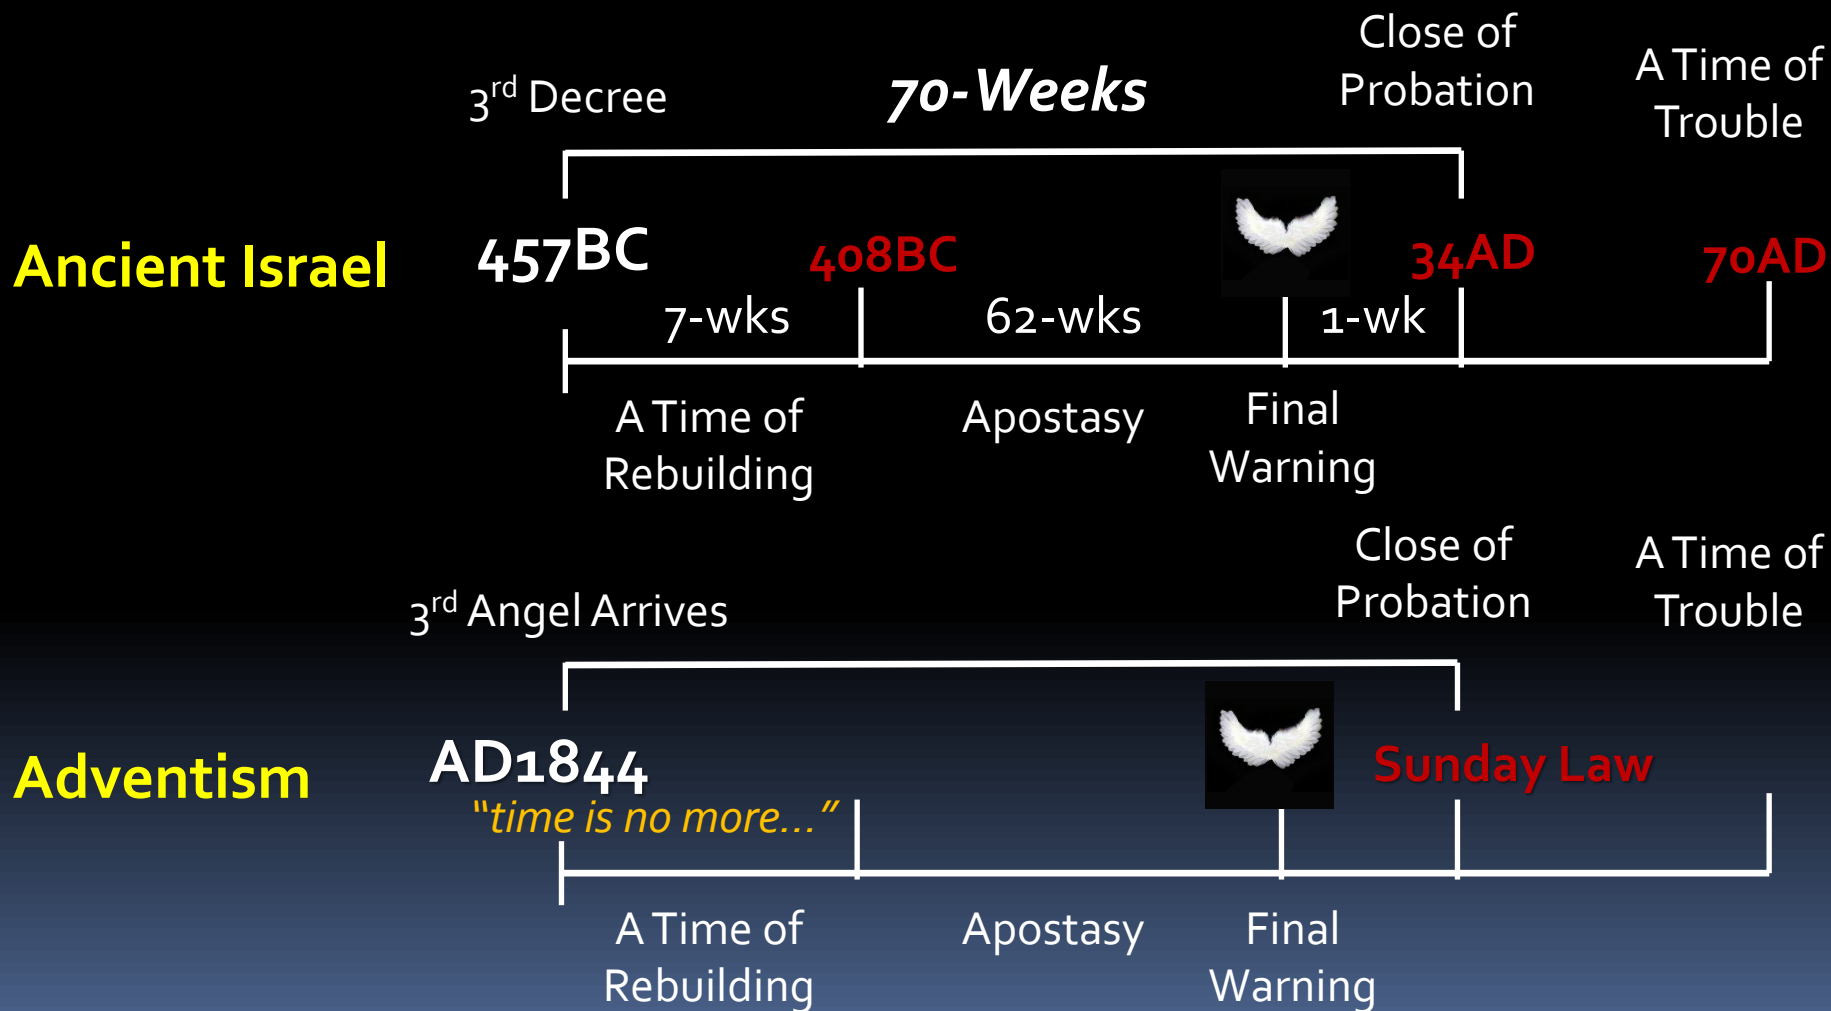 Close of
Probation
A Time of
Trouble
3rd Decree
70-Weeks
Ancient Israel
457BC
408BC
34AD
70AD
7-wks
62-wks
1-wk
A Time of
Rebuilding
Apostasy
Final
Warning
Close of
Probation
A Time of
Trouble
3rd Angel Arrives
Adventism
AD1844
Sunday Law
"time is no more..."
A Time of
Rebuilding
Apostasy
Final
Warning